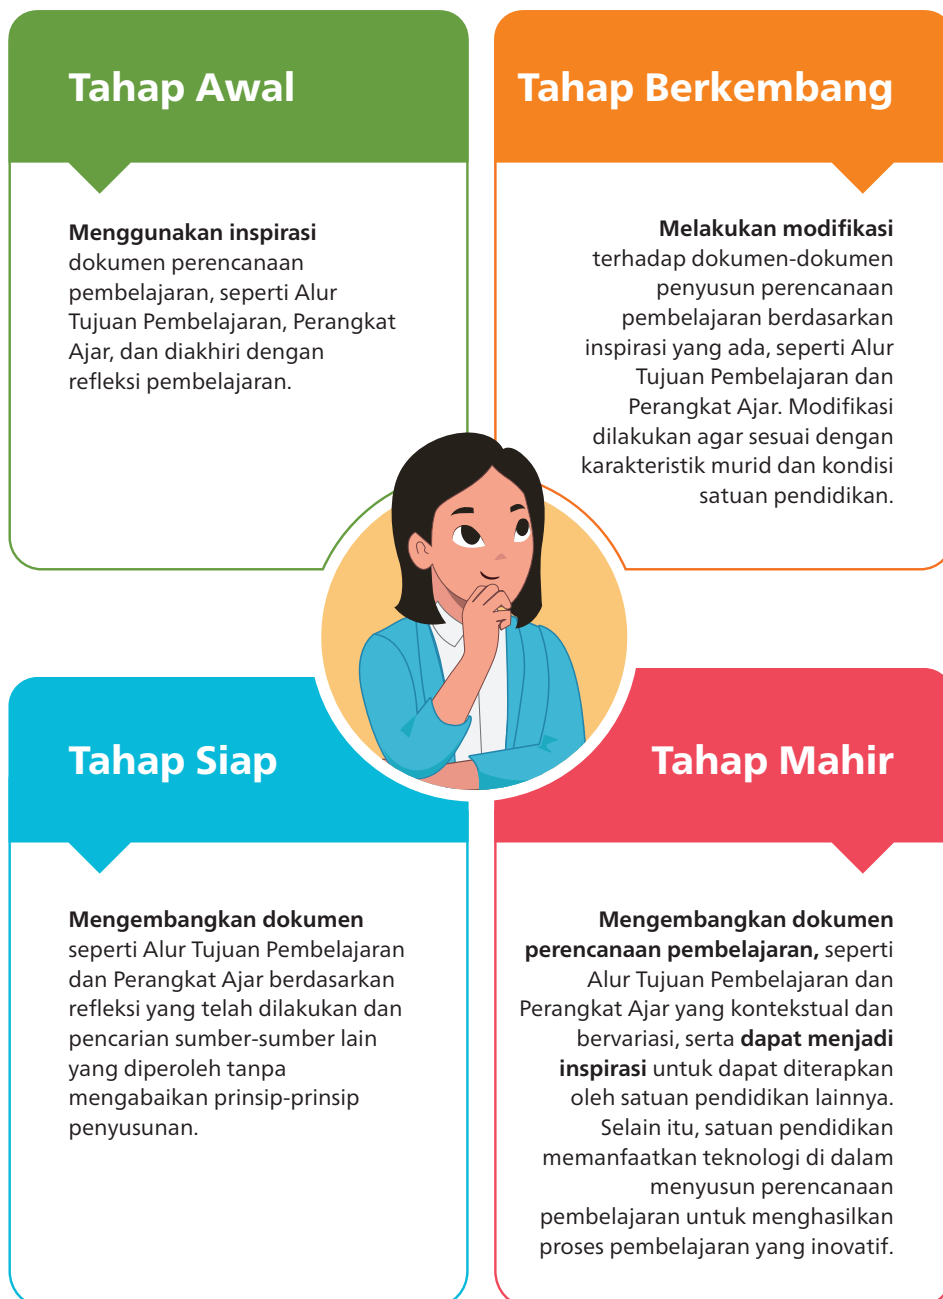 Tahap Awal
Menggunakan inspirasi
dokumen perencanaan
pembelajaran, seperti Alur
Tujuan Pembelajaran, Perangkat
Ajar, dan diakhiri dengan
refleksi pembelajaran.
Tahap Berkembang
Melakukan modifikasi
terhadap dokumen-dokumen
penyusun perencanaan
pembelajaran berdasarkan
inspirasi yang ada, seperti Alur
Tujuan Pembelajaran dan
Perangkat Ajar. Modifikasi
dilakukan agar sesuai dengan
karakteristik murid dan kondisi
satuan pendidikan.
Tahap Siap
Mengembangkan dokumen
seperti Alur Tujuan Pembelajaran
dan Perangkat Ajar berdasarkan
refleksi yang telah dilakukan dan
pencarian sumber-sumber lain
yang diperoleh tanpa
mengabaikan prinsip-prinsip
penyusunan.
Tahap Mahir
Mengembangkan dokumen
perencanaan pembelajaran, seperti
Alur Tujuan Pembelajaran dan
Perangkat Ajar yang kontekstual dan
bervariasi, serta dapat menjadi
inspirasi untuk dapat diterapkan
oleh satuan pendidikan lainnya.
Selain itu, satuan pendidikan
memanfaatkan teknologi di dalam
menyusun perencanaan
pembelajaran untuk menghasilkan
proses pembelajaran yang inovatif.